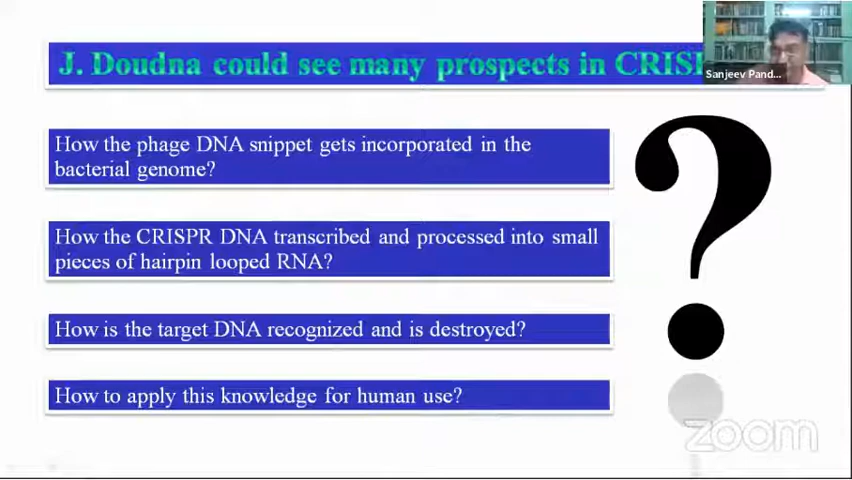 J. Doudna could see many prospects in
Sanjeev Pand...
How the phage DNA snippet gets incorporated in the
bacterial genome?
How the CRISPR DNA transcribed and processed into small
pieces of hairpin looped RNA?
How is the target DNA recognized and is destroyed?
How to apply this knowledge for human use?
zoom